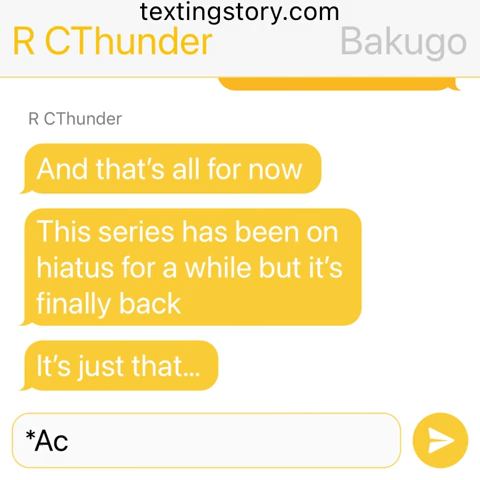 textingstory.com
R CThunder Bakugo
R CThunder
And that's all for now
This series has been on
hiatus for a while but it's
finally back
It's just that...
*Ac